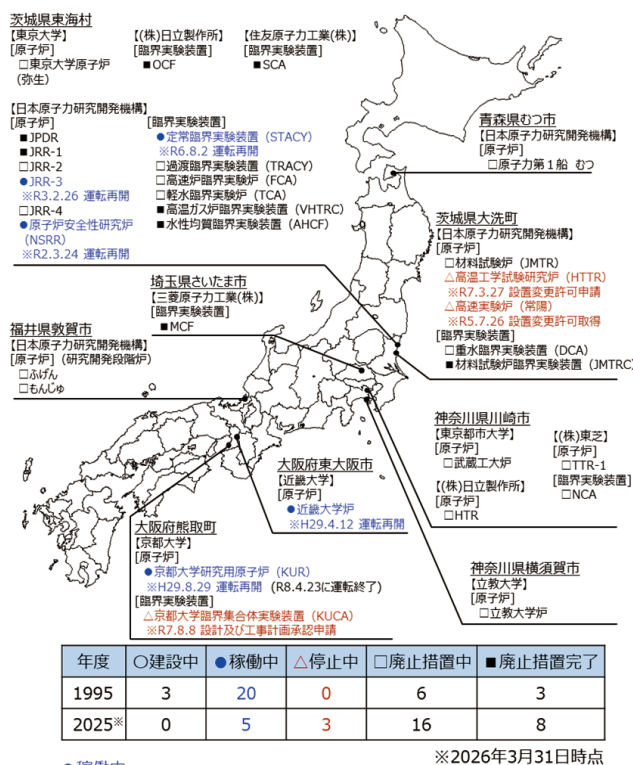 茨城県東海村
【東京大学】
[原子炉]
□東京大学原子炉
(弥生)
【(株)日立製作所】
[臨界実験装置]
■OCF
【住友原子力工業(株)】
[臨界実験装置]
■SCA
【日本原子力研究開発機構】
[原子炉]
■JPDR
■JRR-1
□JRR-2
●JRR-3
※R3.2.26 運転再開
□JRR-4
●原子炉安全性研究炉
(NSRR)
※R2.3.24 運転再開
[臨界実験装置]
●定常臨界実験装置（STACY）
※R6.8.2 運転再開
□過渡臨界実験装置（TRACY）
□高速炉臨界実験炉（FCA）
□軽水臨界実験炉（TCA）
■高温ガス炉臨界実験装置（VHTRC）
■水性均質臨界実験装置（AHCF）
青森県むつ市
【日本原子力研究開発機構】
[原子炉]
□原子力第１船 むつ
茨城県大洗町
【日本原子力研究開発機構】
[原子炉]
□材料試験炉（JMTR）
△高温工学試験研究炉（HTTR）
※R7.3.27 設置変更許可申請
△高速実験炉（常陽）
※R5.7.26 設置変更許可取得
[臨界実験装置]
□重水臨界実験装置（DCA）
■材料試験炉臨界実験装置（JMTRC）
埼玉県さいたま市
【三菱原子力工業(株)】
[臨界実験装置]
■MCF
福井県敦賀市
【日本原子力研究開発機構】
[原子炉]（研究開発段階炉）
□ふげん
□もんじゅ
神奈川県川崎市
【東京都市大学】
[原子炉]
□武蔵工大炉
【(株)日立製作所】
[原子炉]
□HTR
【(株)東芝】
[原子炉]
□TTR-1
[臨界実験装置]
□NCA
大阪府東大阪市
【近畿大学】
[原子炉]
●近畿大学炉
※H29.4.12 運転再開
大阪府熊取町
【京都大学】
[原子炉]
●京都大学研究用原子炉（KUR）
※H29.8.29 運転再開（R8.4.23に運転終了）
[臨界実験装置]
△京都大学臨界集合体実験装置（KUCA）
※R7.8.8 設計及び工事計画承認申請
神奈川県横須賀市
【立教大学】
[原子炉]
□立教大学炉
年度 〇建設中 ●稼働中 △停止中 □廃止措置中 ■廃止措置完了
1995 3 20 0 6 3
2025※ 0 5 3 16 8
※2026年3月31日時点